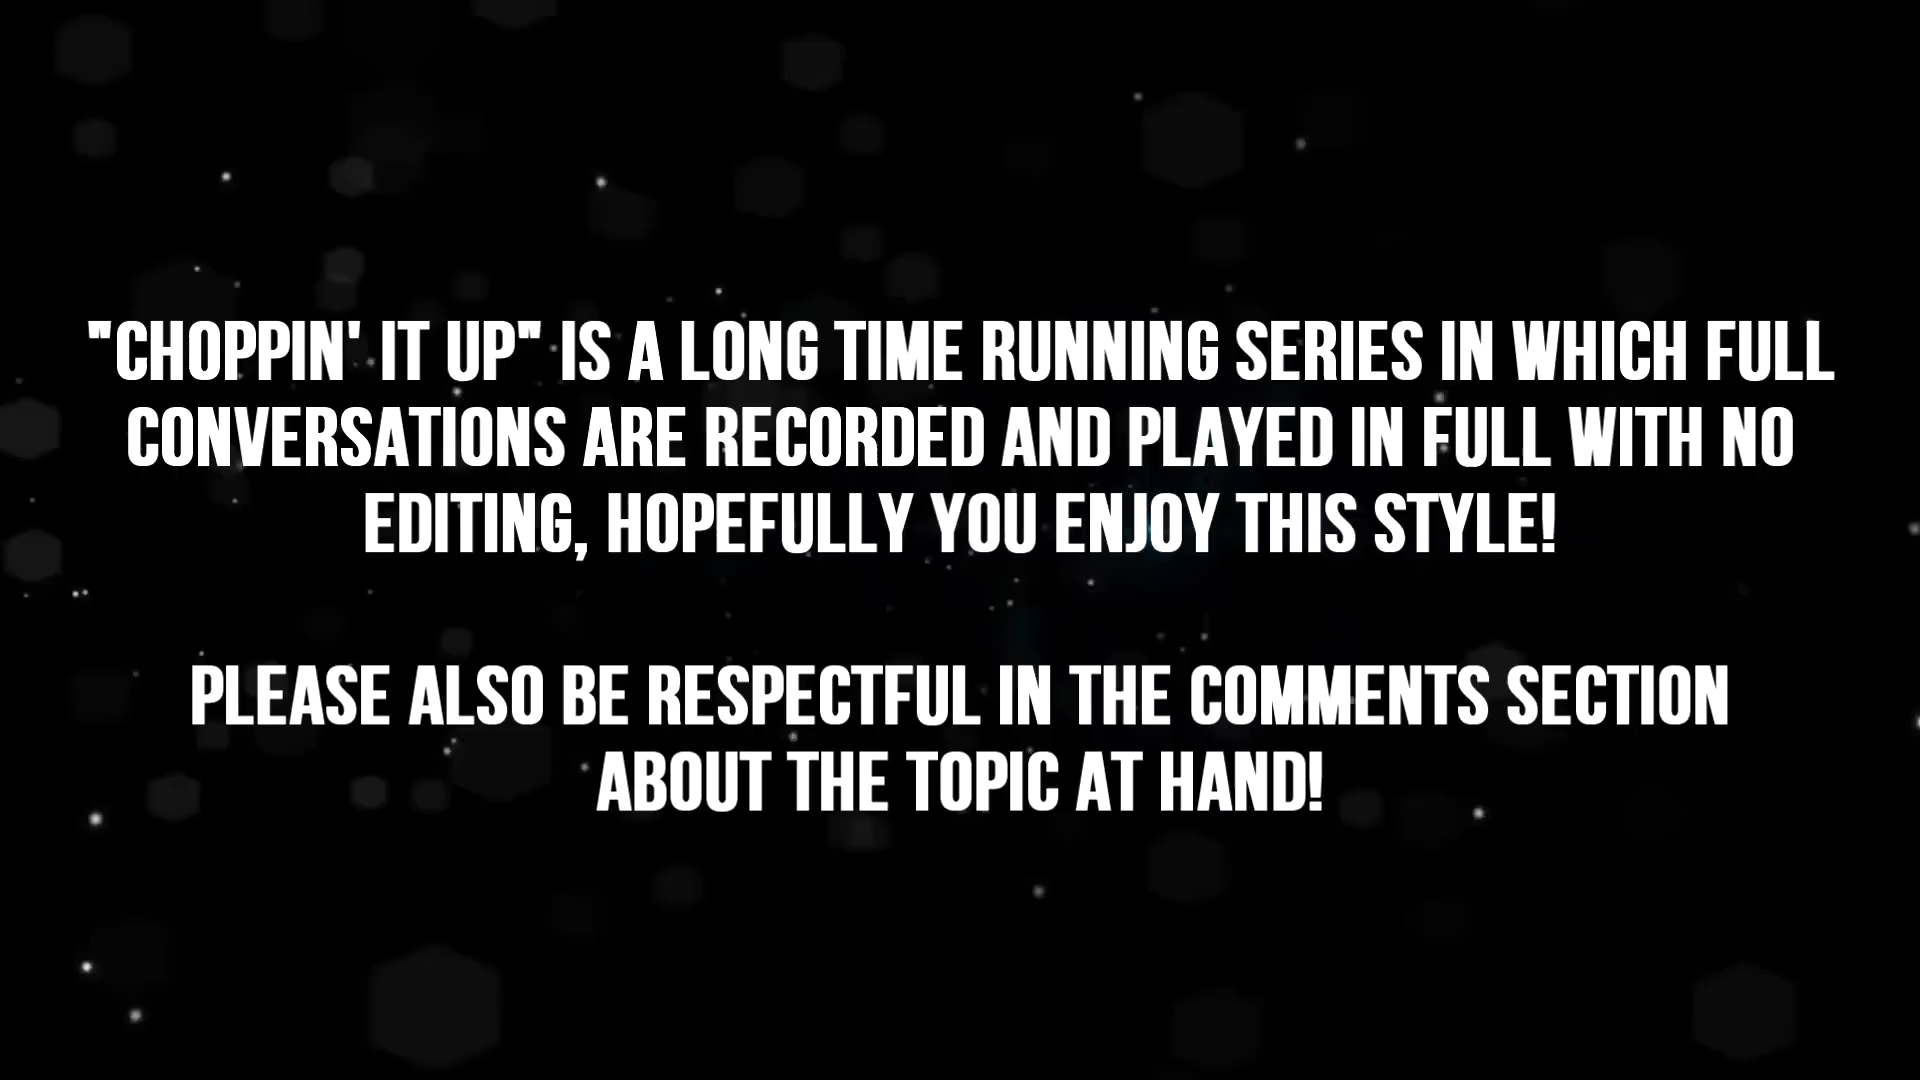 "CHOPPIN' IT UP" IS A LONG TIME RUNNING SERIES IN WHICH FULL
CONVERSATIONS ARE RECORDED AND PLAYED IN FULL WITH NO
EDITING, HOPEFULLY YOU ENJOY THIS STYLE!
PLEASE ALSO BE RESPECTFUL IN THE COMMENTS SECTION
ABOUT THE TOPIC AT HAND!